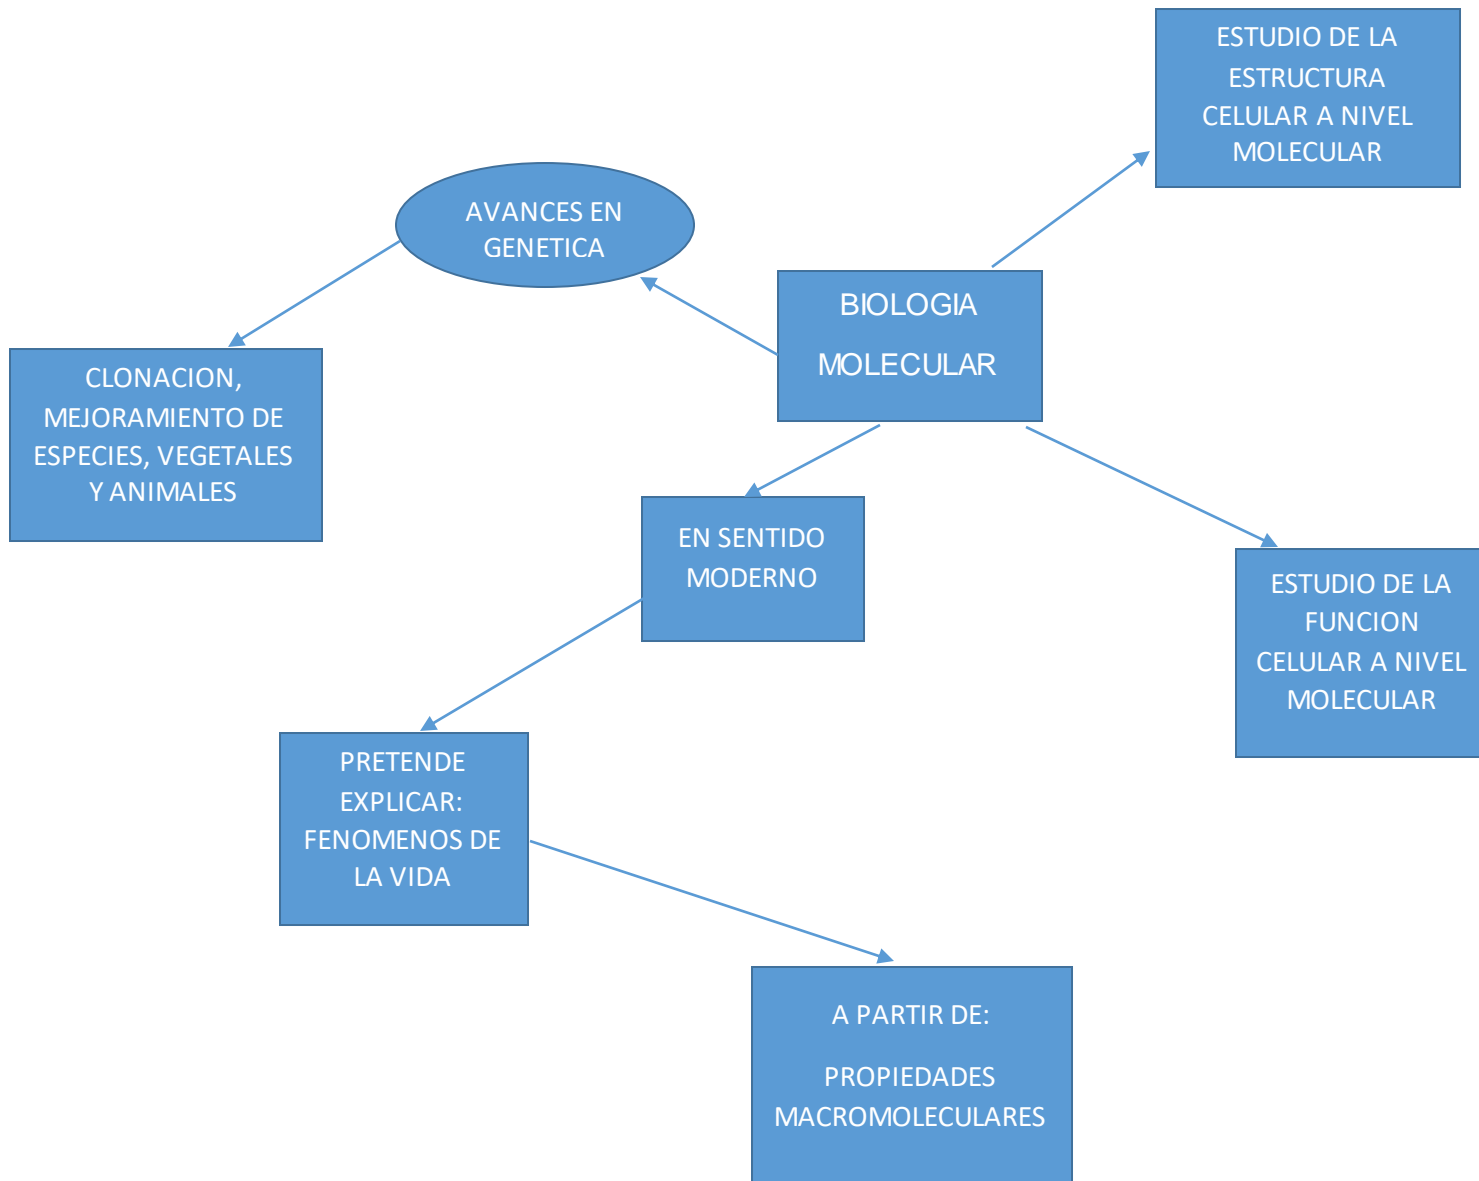 ESTUDIO DE LA
ESTRUCTURA
CELULAR A NIVEL
MOLECULAR
AVANCES EN
GENETICA
BIOLOGIA
MOLECULAR
CLONACION,
MEJORAMIENTO DE
ESPECIES, VEGETALES
Y ANIMALES
EN SENTIDO
MODERNO
ESTUDIO DE LA
FUNCION
CELULAR A NIVEL
MOLECULAR
PRETENDE
EXPLICAR:
FENOMENOS DE
LA VIDA
A PARTIR DE:
PROPIEDADES
MACROMOLECULARES